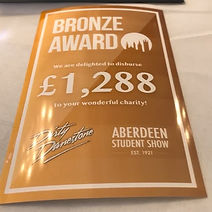 BRONZE
AWARD
We are delighted to disburse
£1,288
to your wonderful charity!
Dirty
Danestone
ABERDEEN
STUDENT SHOW
EST. 1921